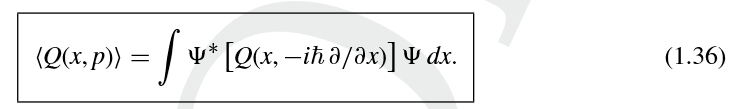 ⟨Q(x, p)⟩ = ∫ Ψ* [Q(x, −iℏ ∂/∂x)] Ψ dx. (1.36)